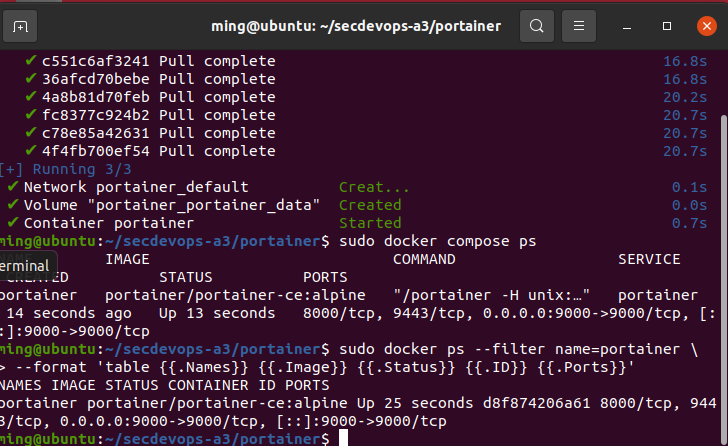 ming@ubuntu: ~/secdevops-a3/portainer
✔ c551c6af3241 Pull complete 16.8s
✔ 36afcd70bebe Pull complete 16.8s
✔ 4a8b81d70feb Pull complete 20.2s
✔ fc8377c924b2 Pull complete 20.7s
✔ c78e85a42631 Pull complete 20.7s
✔ 4f4fb700ef54 Pull complete 20.7s
[+] Running 3/3
✔ Network portainer_default Creat... 0.1s
✔ Volume "portainer_portainer_data" Created 0.0s
✔ Container portainer Started 0.7s
ming@ubuntu:~/secdevops-a3/portainer$ sudo docker compose ps
IMAGE COMMAND SERVICE
erminal
CREATED STATUS PORTS
portainer portainer/portainer-ce:alpine "/portainer -H unix:…" portainer
14 seconds ago Up 13 seconds 8000/tcp, 9443/tcp, 0.0.0.0:9000->9000/tcp, [:
:]:9000->9000/tcp
ming@ubuntu:~/secdevops-a3/portainer$ sudo docker ps --filter name=portainer \
> --format 'table {{.Names}} {{.Image}} {{.Status}} {{.ID}} {{.Ports}}'
NAMES IMAGE STATUS CONTAINER ID PORTS
portainer portainer/portainer-ce:alpine Up 25 seconds d8f874206a61 8000/tcp, 944
3/tcp, 0.0.0.0:9000->9000/tcp, [::]:9000->9000/tcp
ming@ubuntu:~/secdevops-a3/portainer$